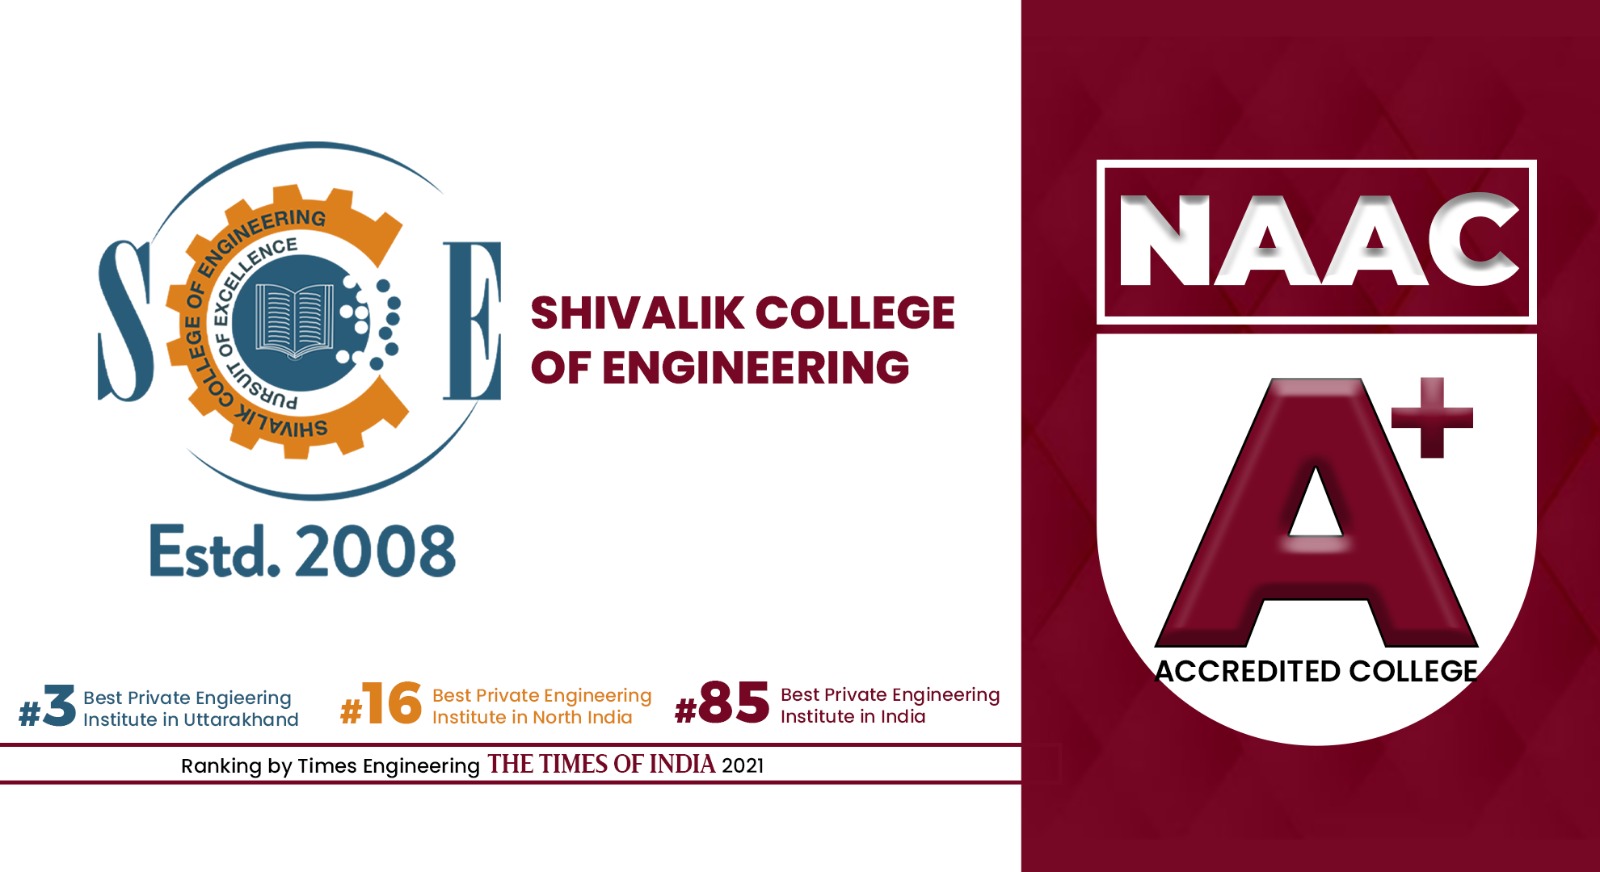 S E
SHIVALIK COLLEGE OF ENGINEERING
PURSUIT OF EXCELLENCE
Estd. 2008
SHIVALIK COLLEGE
OF ENGINEERING
#3 Best Private Engieering
Institute in Uttarakhand
#16 Best Private Engineering
Institute in North India
#85 Best Private Engineering
Institute in India
Ranking by Times Engineering THE TIMES OF INDIA 2021
NAAC
A+
ACCREDITED COLLEGE